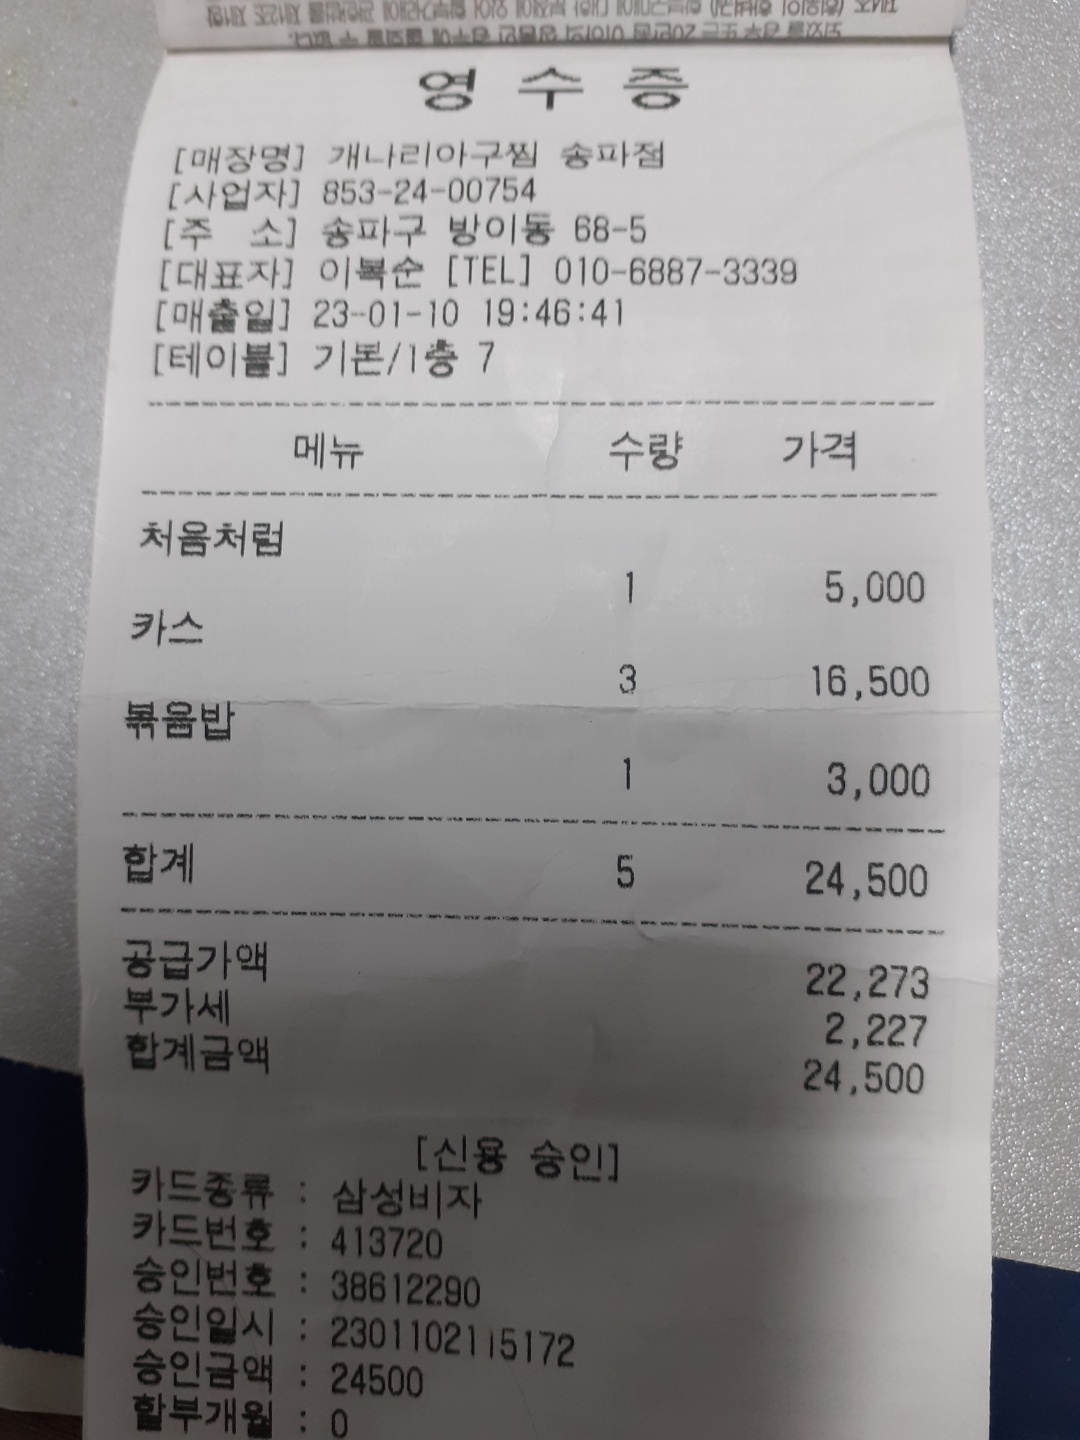 영 수 증
[매장명] 개나리아구찜 송파점
[사업자] 853-24-00754
[주 소] 송파구 방이동 68-5
[대표자] 이복순 [TEL] 010-6887-3339
[매출일] 23-01-10 19:46:41
[테이블] 기본/1층 7
메뉴 수량 가격
처음처럼
1 5,000
카스
3 16,500
볶음밥
1 3,000
합계 5 24,500
공급가액 22,273
부가세 2,227
합계금액 24,500
[신용 승인]
카드종류 : 삼성비자
카드번호 : 413720
승인번호 : 38612290
승인일시 : 2301102115172
승인금액 : 24500
할부개월 : 0